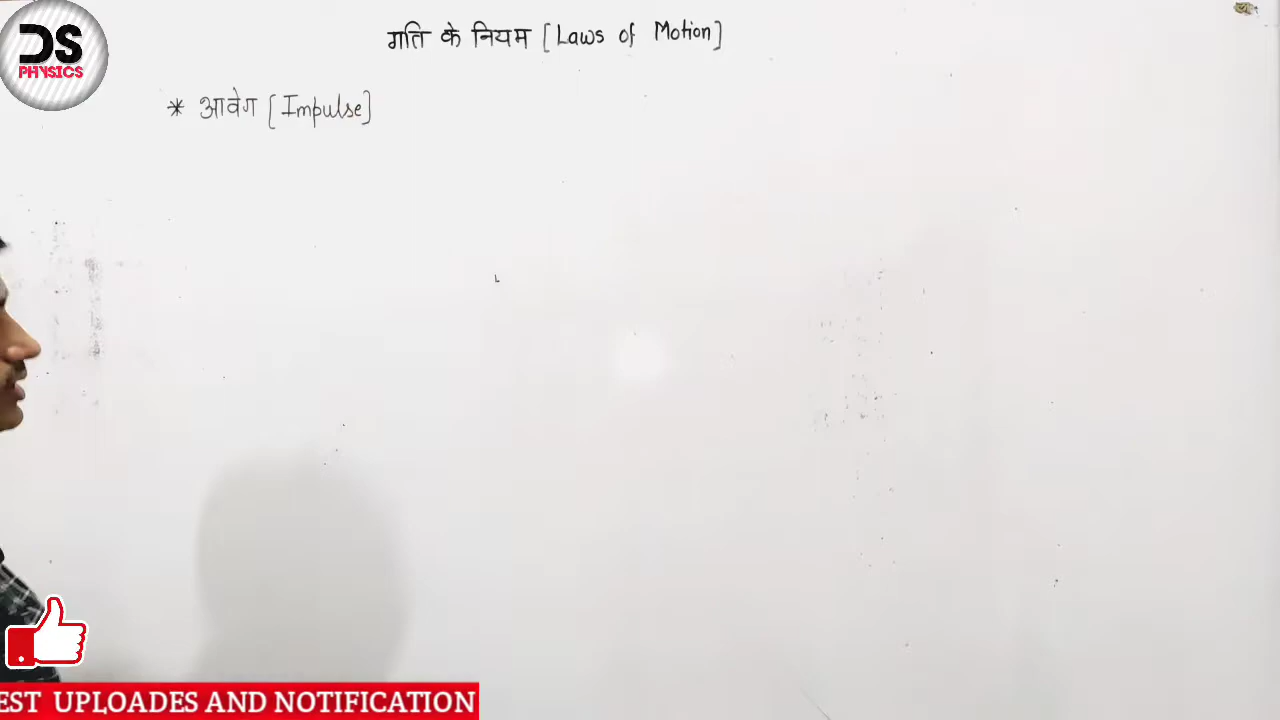 DS
PHYSICS
गति के नियम [Laws of Motion]
* आवेग [Impulse]
EST UPLOADES AND NOTIFICATION